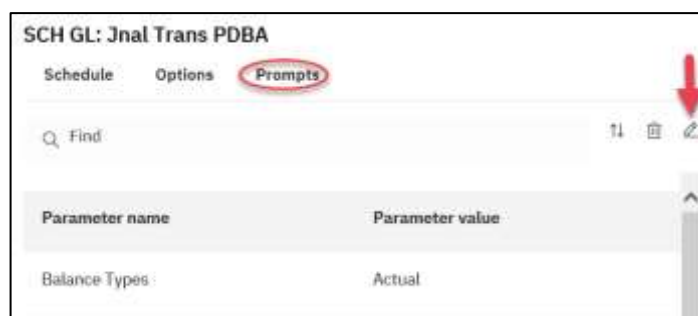 SCH GL: Jnal Trans PDBA
Schedule Options Prompts
Find
Parameter name Parameter value
Balance Types Actual